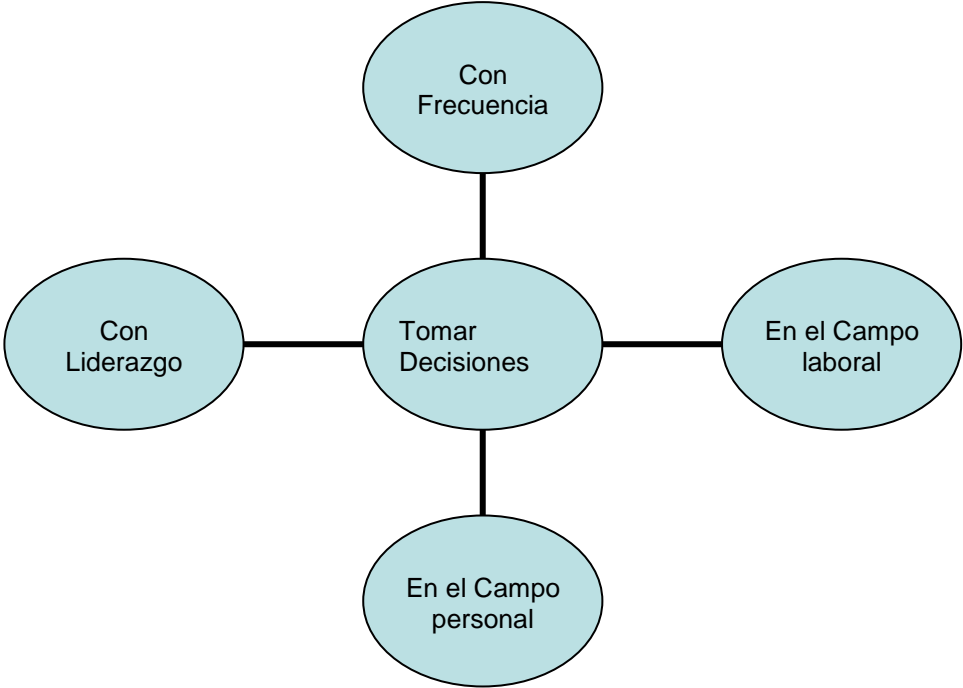 Con
Frecuencia
Con
Liderazgo
Tomar
Decisiones
En el Campo
laboral
En el Campo
personal